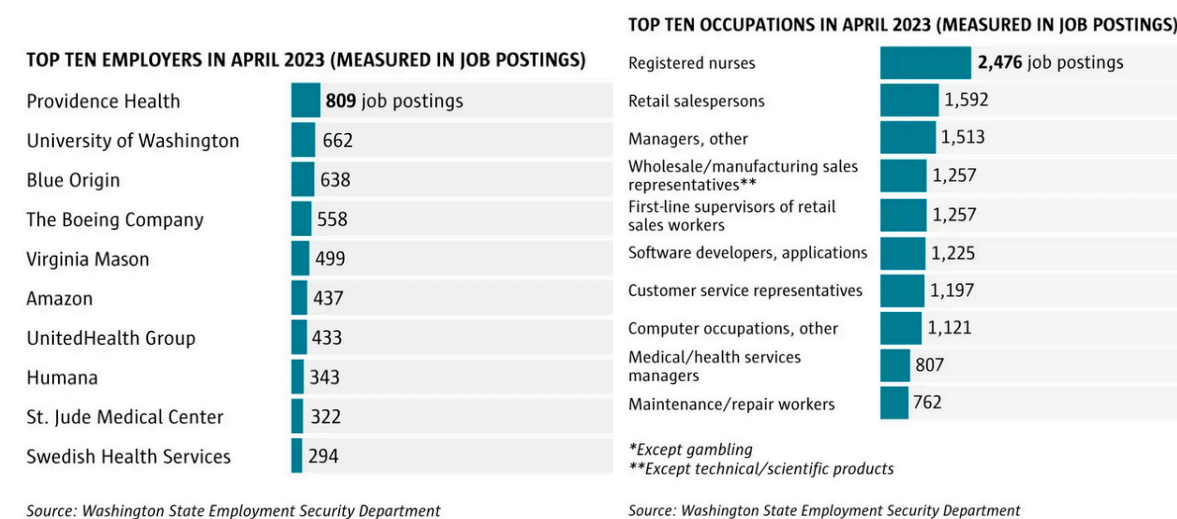 TOP TEN EMPLOYERS IN APRIL 2023 (MEASURED IN JOB POSTINGS)
Providence Health 809 job postings
University of Washington 662
Blue Origin 638
The Boeing Company 558
Virginia Mason 499
Amazon 437
UnitedHealth Group 433
Humana 343
St. Jude Medical Center 322
Swedish Health Services 294
Source: Washington State Employment Security Department
TOP TEN OCCUPATIONS IN APRIL 2023 (MEASURED IN JOB POSTINGS)
Registered nurses 2,476 job postings
Retail salespersons 1,592
Managers, other 1,513
Wholesale/manufacturing sales
representatives** 1,257
First-line supervisors of retail
sales workers 1,257
Software developers, applications 1,225
Customer service representatives 1,197
Computer occupations, other 1,121
Medical/health services
managers 807
Maintenance/repair workers 762
*Except gambling
**Except technical/scientific products
Source: Washington State Employment Security Department